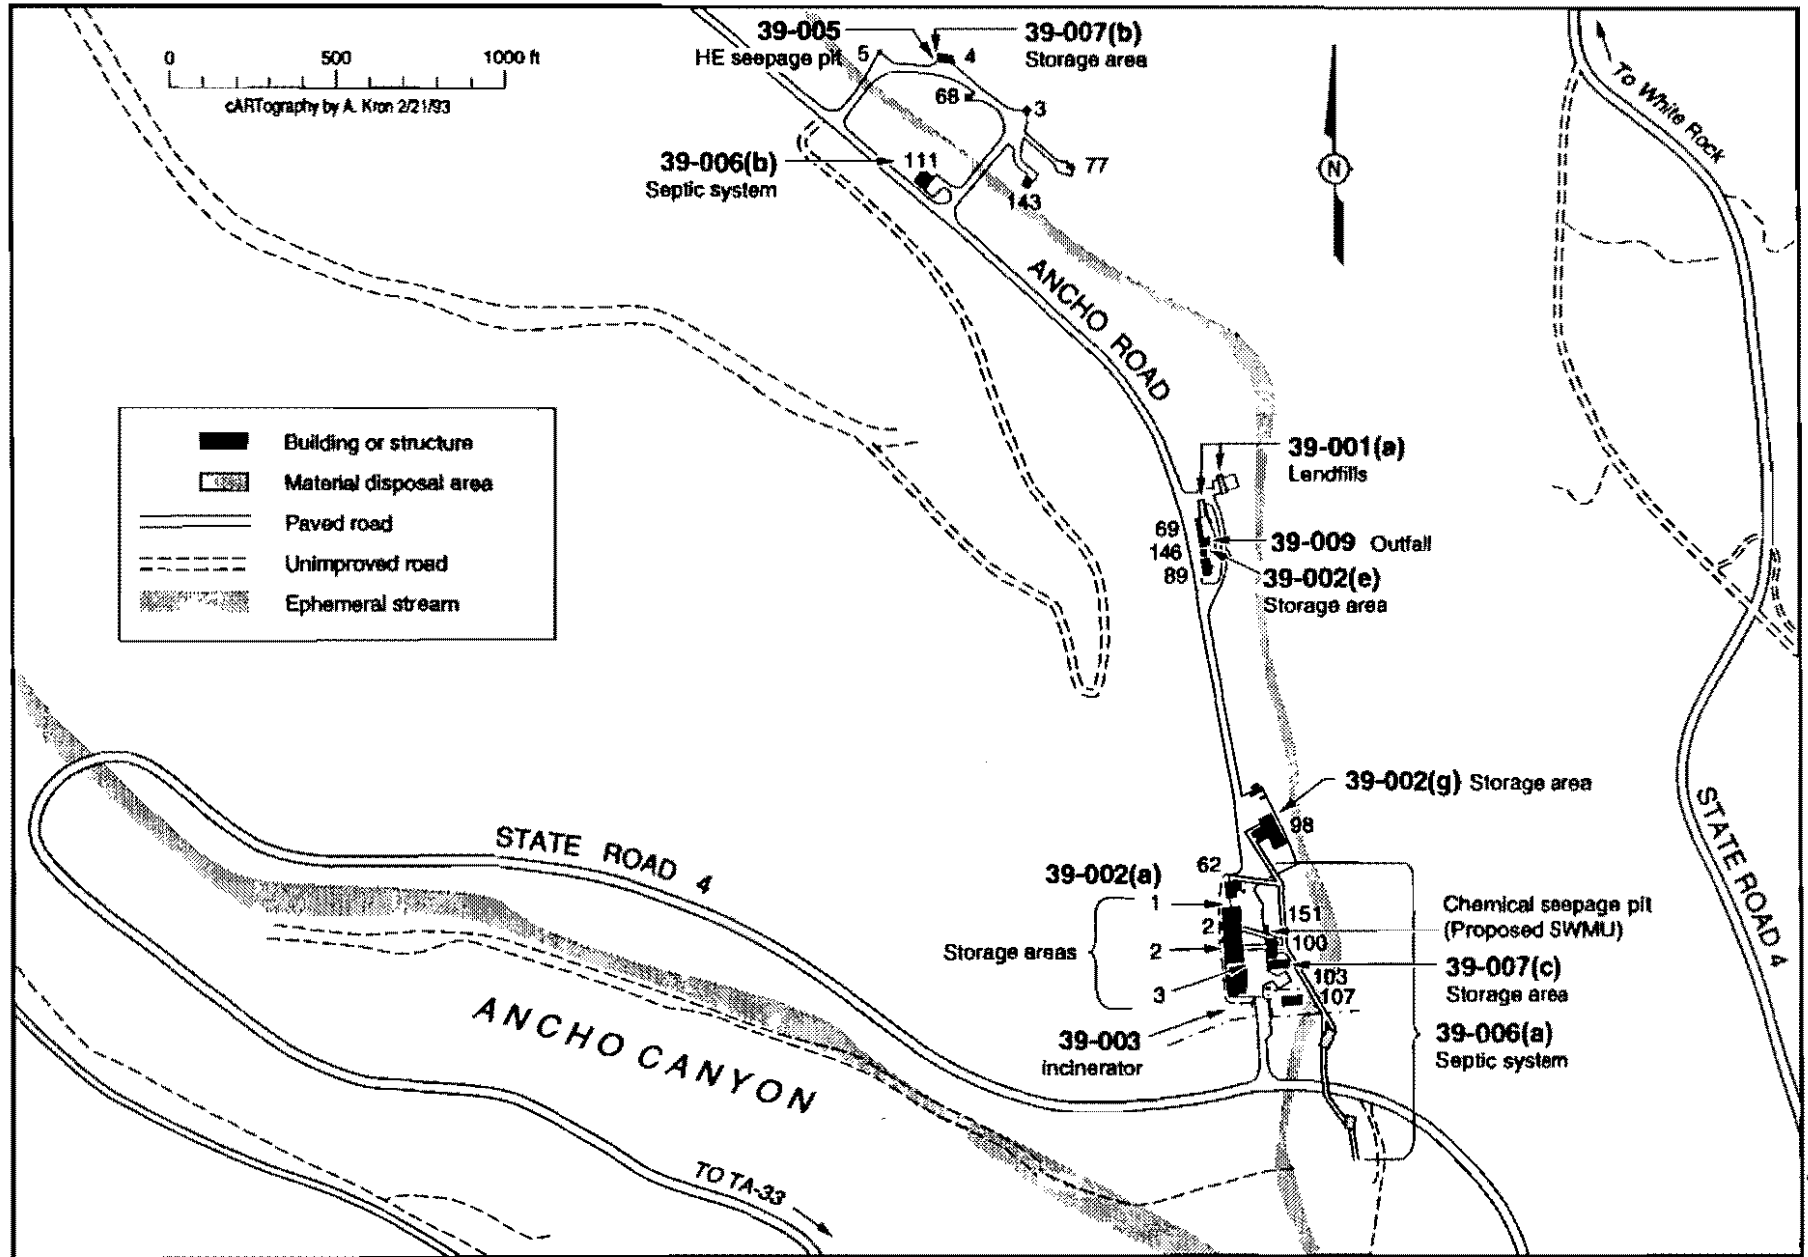 39-005
HE seepage pit
5
4
39-007(b)
Storage area
0 500 1000 ft
cARTography by A. Kron 2/21/93
68
3
To White Rock
39-006(b)
Septic system
111
77
143
N
ANCHO ROAD
Building or structure
Material disposal area
Paved road
Unimproved road
Ephemeral stream
39-001(a)
Landfills
69
146
89
39-009 Outfall
39-002(e)
Storage area
39-002(g) Storage area
98
STATE ROAD 4
STATE ROAD 4
62
39-002(a)
1
2
2
3
Storage areas
151
100
103
107
Chemical seepage pit
(Proposed SWMU)
39-007(c)
Storage area
39-003
incinerator
39-006(a)
Septic system
ANCHO CANYON
TO TA-33